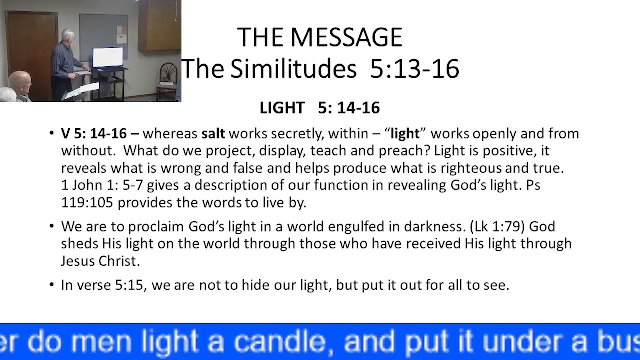 THE MESSAGE
The Similitudes 5:13-16
LIGHT 5: 14-16
• V 5: 14-16 – whereas salt works secretly, within – “light” works openly and from
without. What do we project, display, teach and preach? Light is positive, it
reveals what is wrong and false and helps produce what is righteous and true.
1 John 1: 5-7 gives a description of our function in revealing God’s light. Ps
119:105 provides the words to live by.
• We are to proclaim God’s light in a world engulfed in darkness. (Lk 1:79) God
sheds His light on the world through those who have received His light through
Jesus Christ.
• In verse 5:15, we are not to hide our light, but put it out for all to see.
er do men light a candle, and put it under a bus